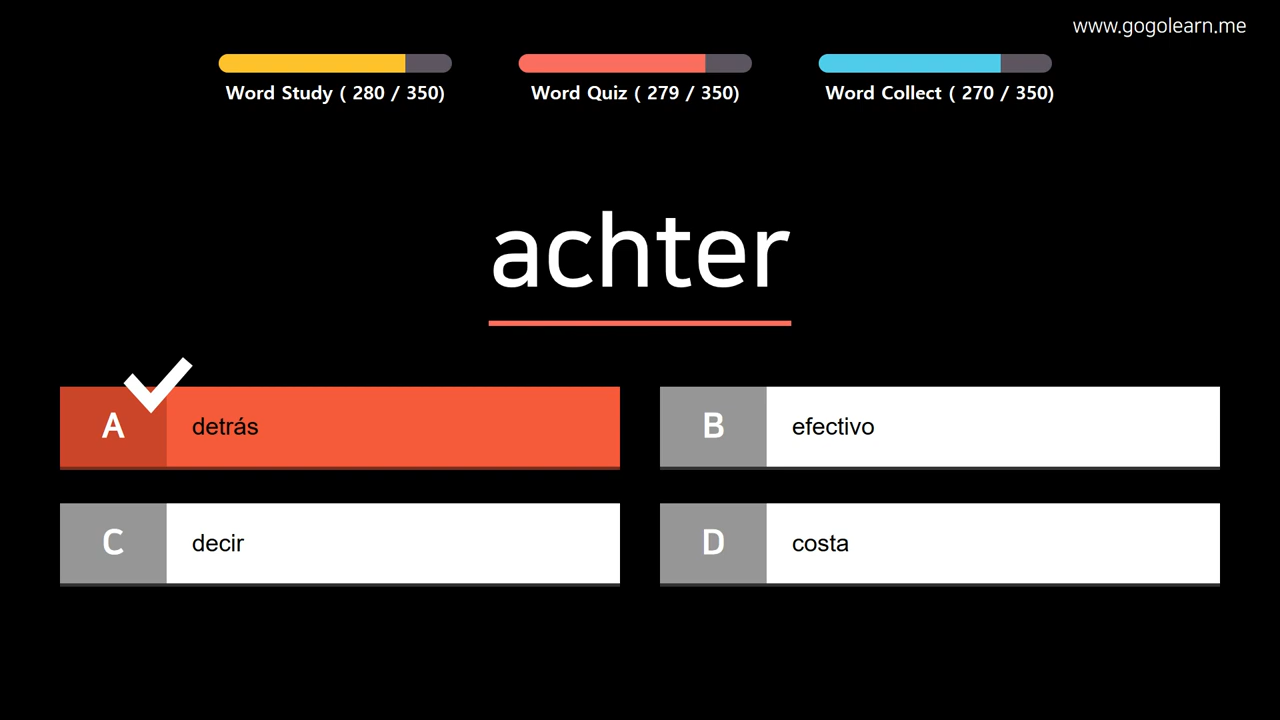 www.gogolearn.me
Word Study ( 280 / 350)
Word Quiz ( 279 / 350)
Word Collect ( 270 / 350)
achter
A detrás
B efectivo
C decir
D costa